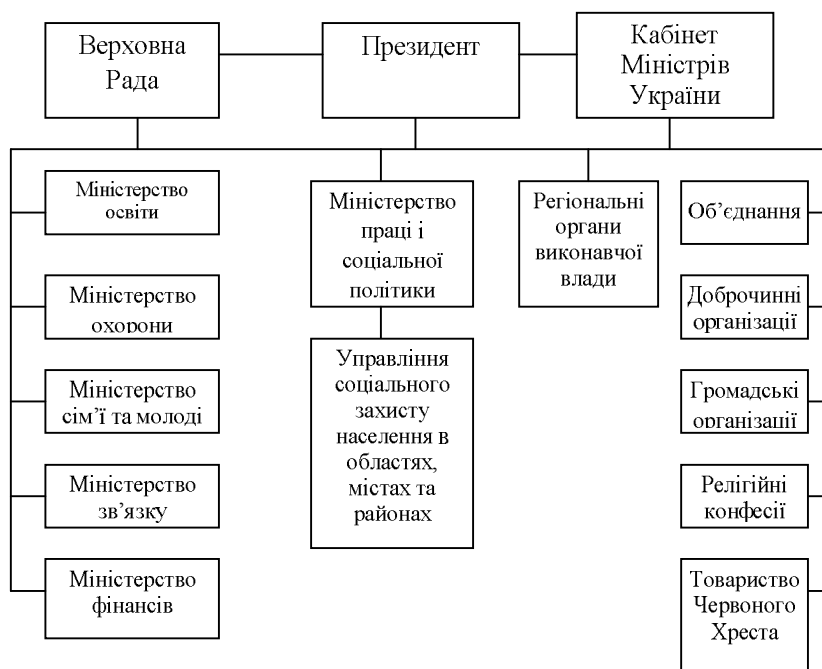 Верховна
Рада
Президент
Кабінет
Міністрів
України
Міністерство
освіти
Міністерство
охорони
Міністерство
сім’ї та молоді
Міністерство
зв’язку
Міністерство
фінансів
Міністерство
праці і
соціальної
політики
Управління
соціального
захисту
населення в
областях,
містах та
районах
Регіональні
органи
виконавчої
влади
Об’єднання
Доброчинні
організації
Громадські
організації
Релігійні
конфесії
Товариство
Червоного
Хреста